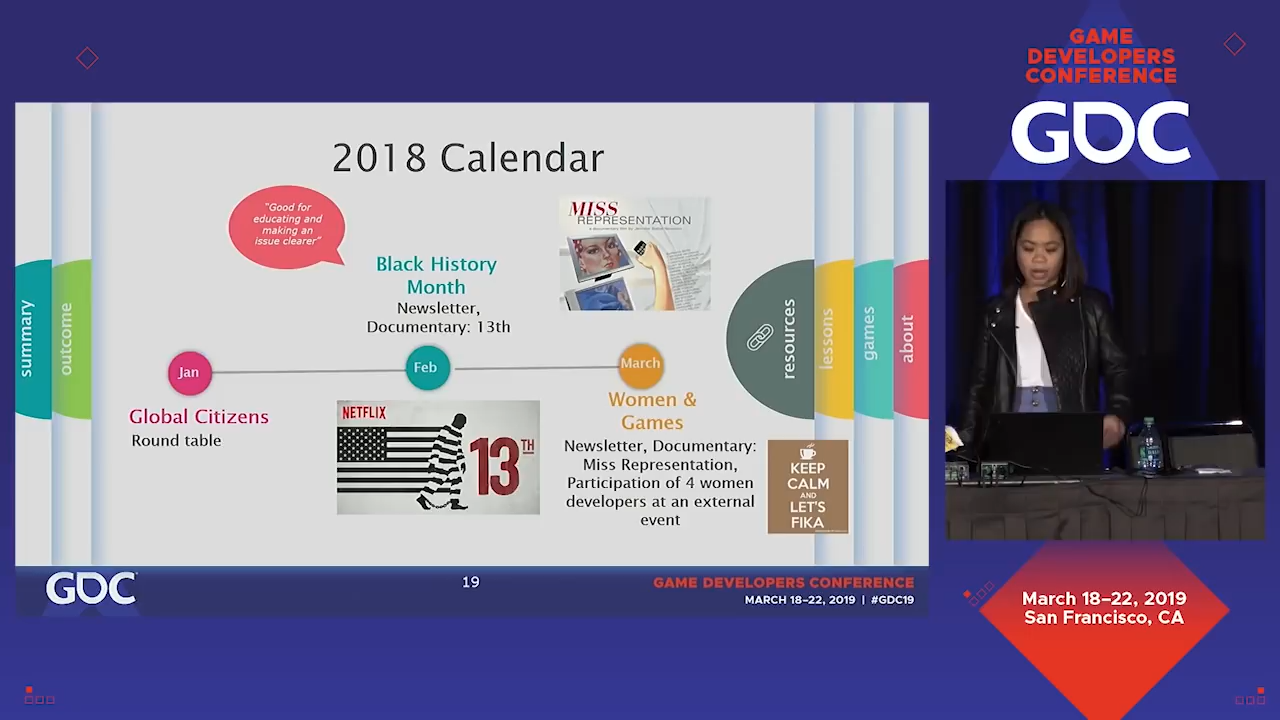 GAME
DEVELOPERS
CONFERENCE
GDC
2018 Calendar
"Good for
educating and
making an
issue clearer"
MISS
REPRESENTATION
Black History
Month
Newsletter,
Documentary: 13th
summary
outcome
resources
lessons
games
about
Jan
Feb
March
Global Citizens
Round table
NETFLIX
13TH
Women &
Games
Newsletter, Documentary:
Miss Representation,
Participation of 4 women
developers at an external
event
KEEP
CALM
AND
LET'S
FIKA
GDC
19
GAME DEVELOPERS CONFERENCE
MARCH 18–22, 2019 | #GDC19
March 18–22, 2019
San Francisco, CA